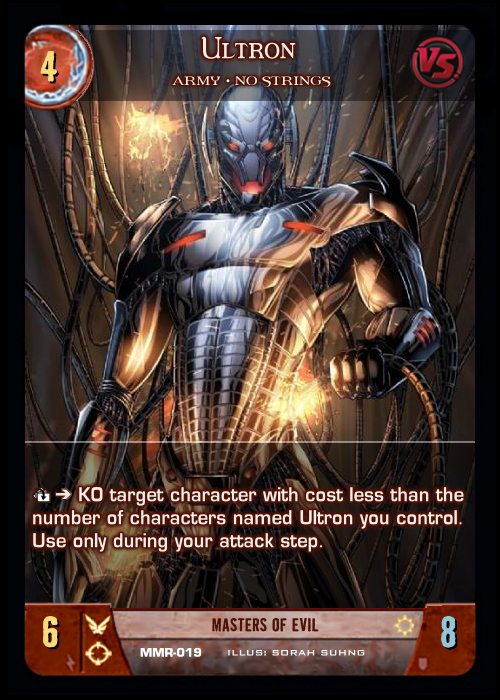 4
ULTRON
VS
ARMY • NO STRINGS
➔ KO target character with cost less than the
number of characters named Ultron you control.
Use only during your attack step.
6
MASTERS OF EVIL
8
MMR-019 ILLUS: SORAH SUHNG